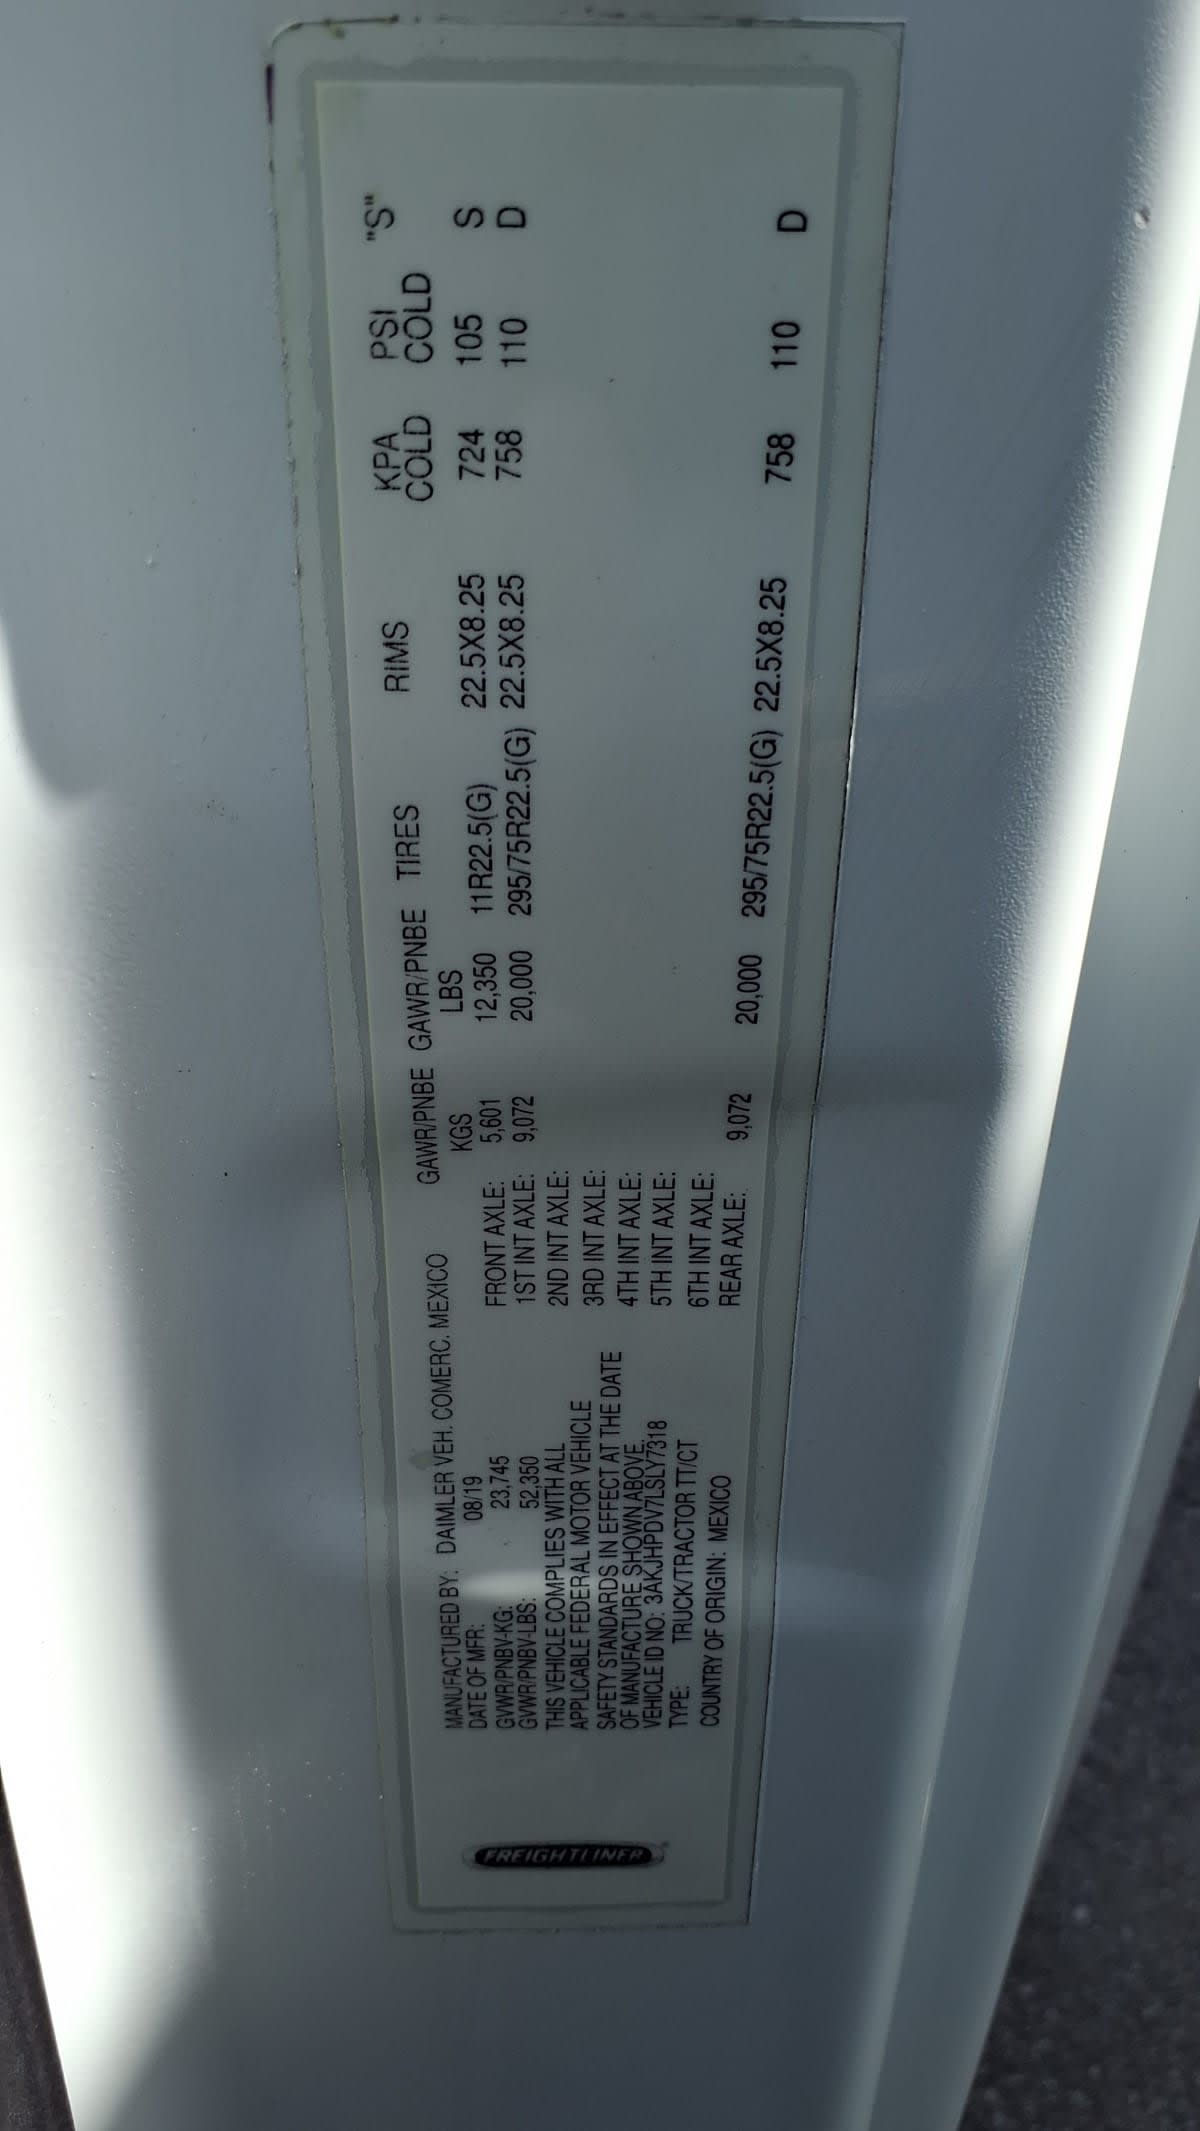 FREIGHTLINER
MANUFACTURED BY: DAIMLER VEH. COMERC. MEXICO
DATE OF MFR: 08/19
GVWR/PNBV-KG: 23,745
GVWR/PNBV-LBS: 52,350
THIS VEHICLE COMPLIES WITH ALL
APPLICABLE FEDERAL MOTOR VEHICLE
SAFETY STANDARDS IN EFFECT AT THE DATE
OF MANUFACTURE SHOWN ABOVE.
VEHICLE ID NO: 3AKJHPDV7LSLY7318
TYPE: TRUCK/TRACTOR TT/CT
COUNTRY OF ORIGIN: MEXICO
GAWR/PNBE GAWR/PNBE TIRES RIMS KPA PSI "S"
KGS LBS COLD COLD
FRONT AXLE: 5,601 12,350 11R22.5(G) 22.5X8.25 724 105 S
1ST INT AXLE: 9,072 20,000 295/75R22.5(G) 22.5X8.25 758 110 D
2ND INT AXLE:
3RD INT AXLE:
4TH INT AXLE:
5TH INT AXLE:
6TH INT AXLE:
REAR AXLE: 9,072 20,000 295/75R22.5(G) 22.5X8.25 758 110 D